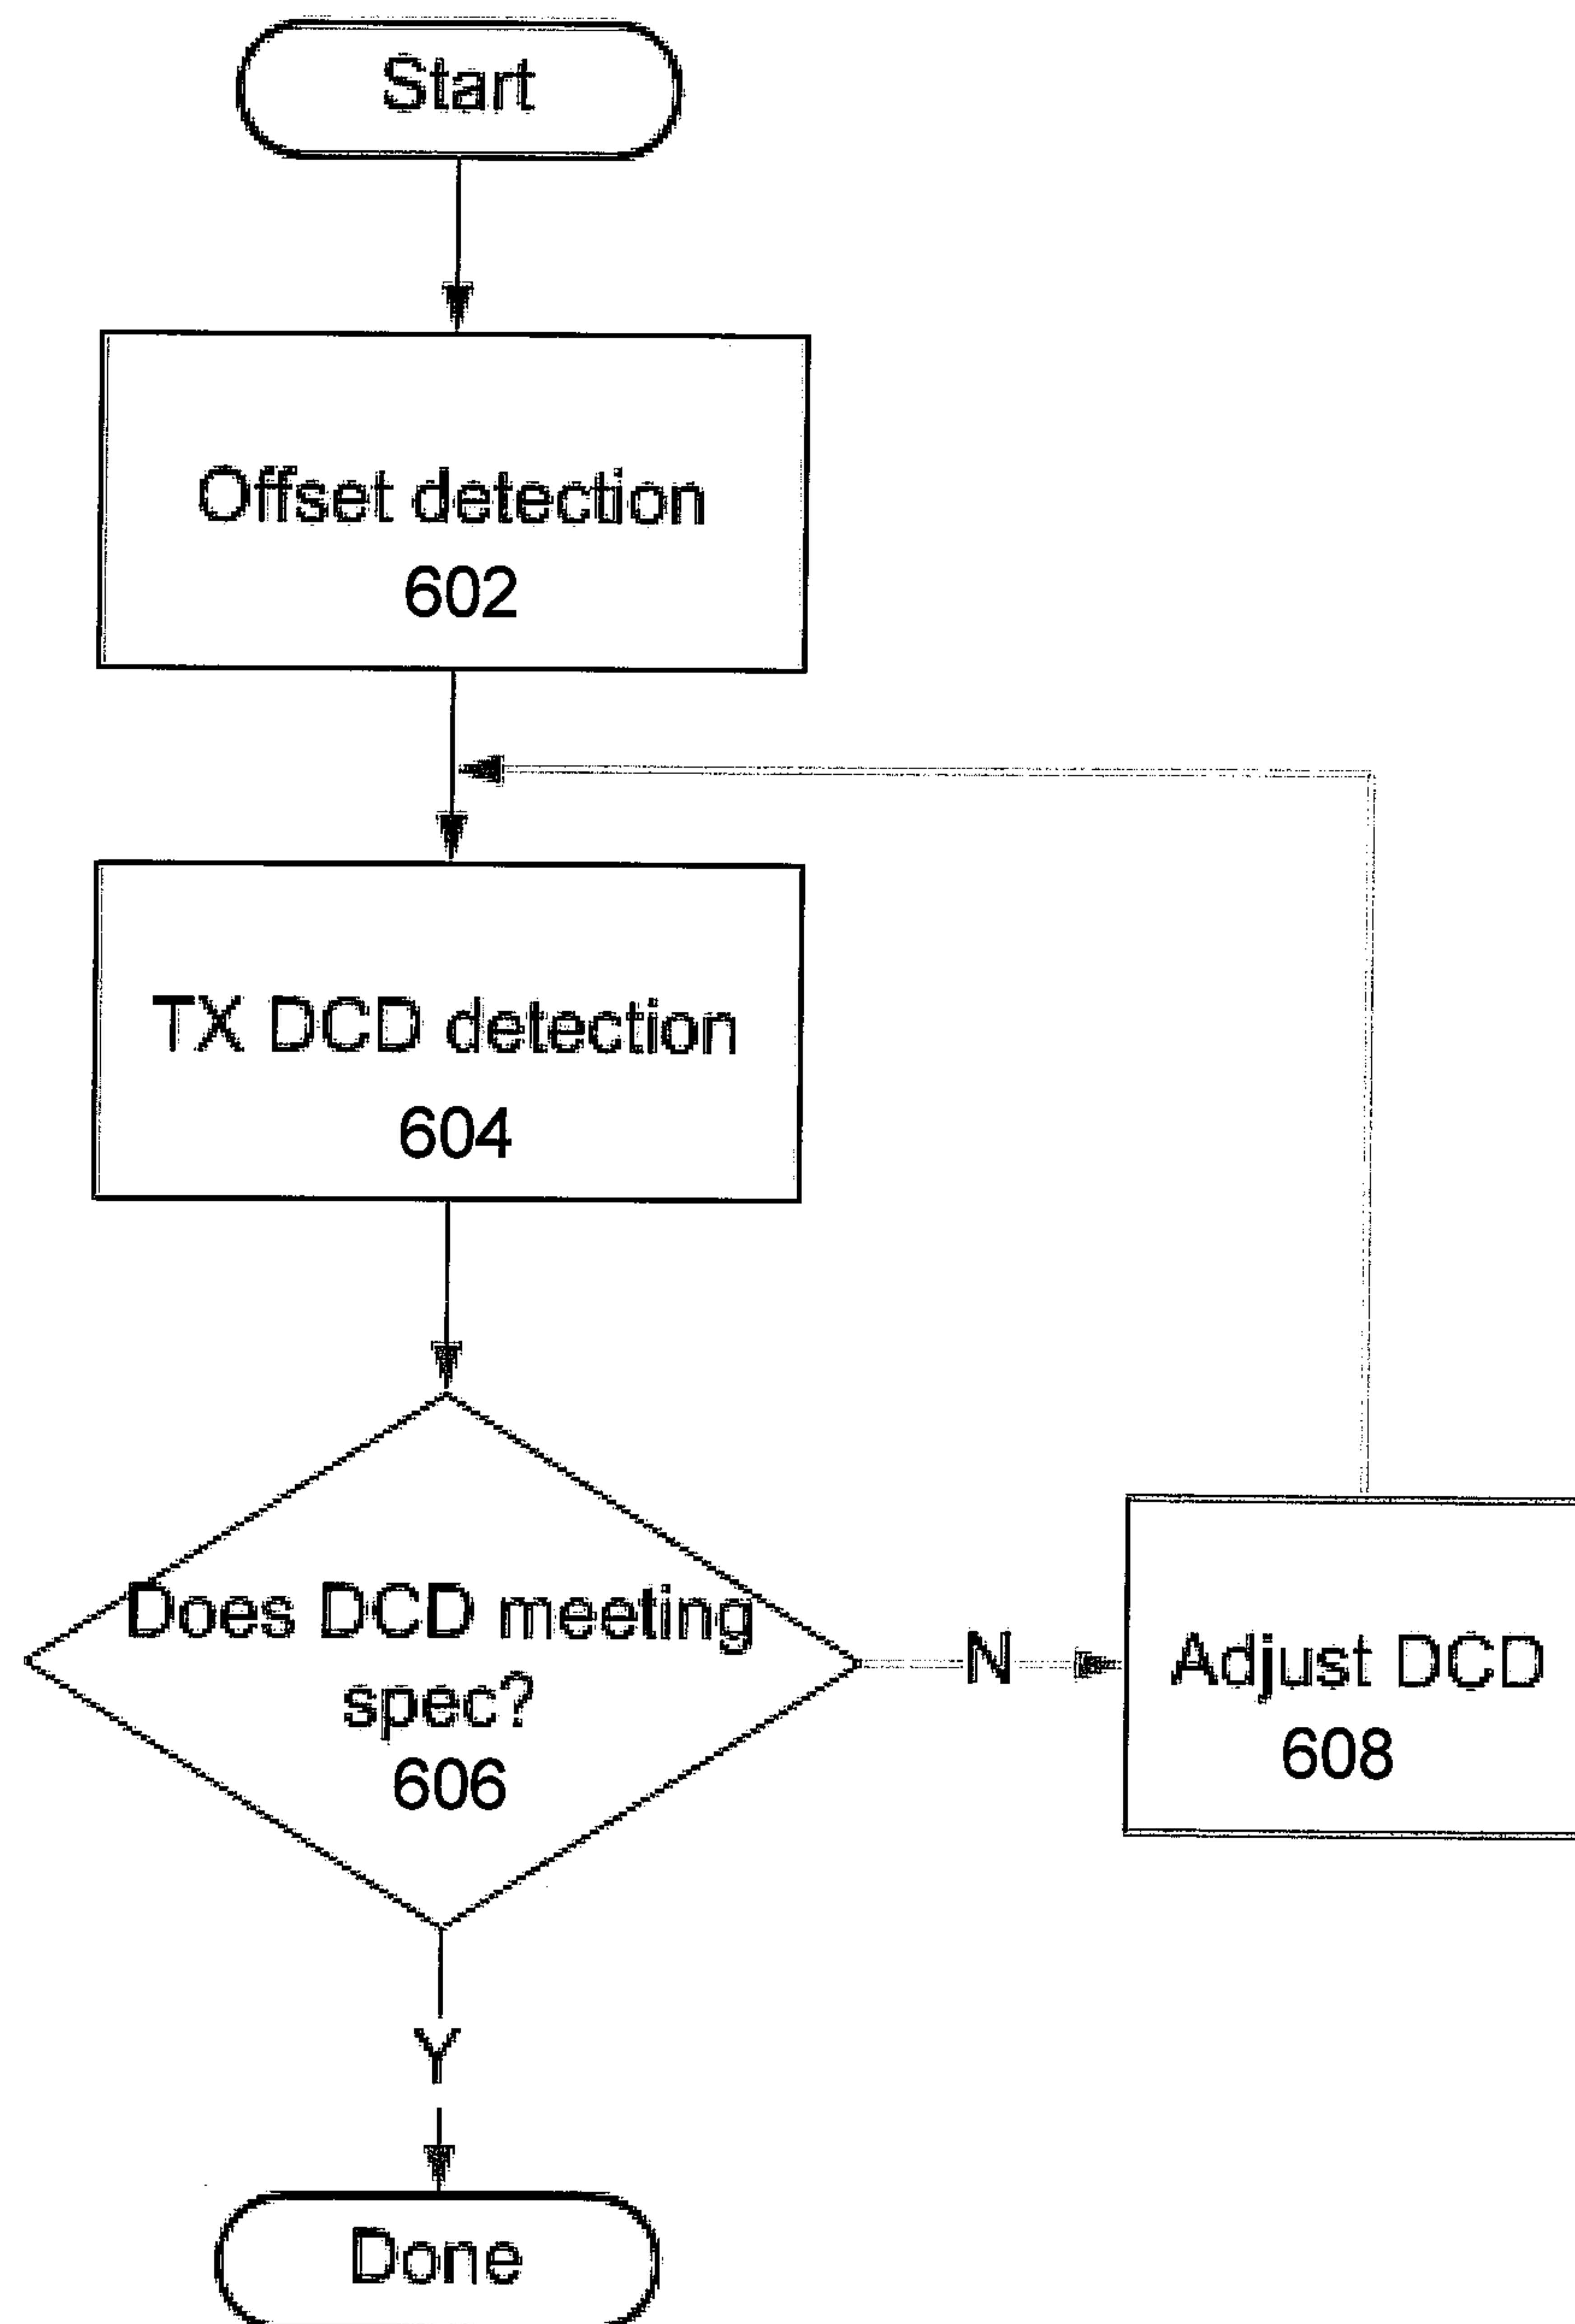 Start
Offset detection
602
TX DCD detection
604
Does DCD meeting
spec?
606
N
Adjust DCD
608
Y
Done